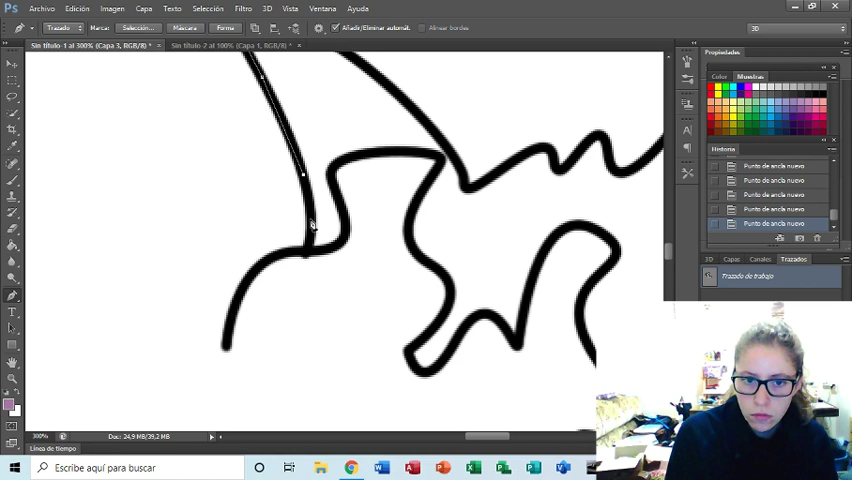 Ps Archivo Edición Imagen Capa Texto Selección Filtro 3D Vista Ventana Ayuda
Trazado Marca: Selección... Máscara Forma Añadir/Eliminar automát. Alinear bordes 3D
Sin título-1 al 300% (Capa 3, RGB/8) * × Sin título-2 al 100% (Capa 1, RGB/8) * ×
Propiedades
Color Muestras
Historia
Punto de ancla nuevo
Punto de ancla nuevo
Punto de ancla nuevo
Punto de ancla nuevo
Punto de ancla nuevo
3D Capas Canales Trazados
Trazado de trabajo
300% Doc: 24,9 MB/39,2 MB
Línea de tiempo
Escribe aquí para buscar